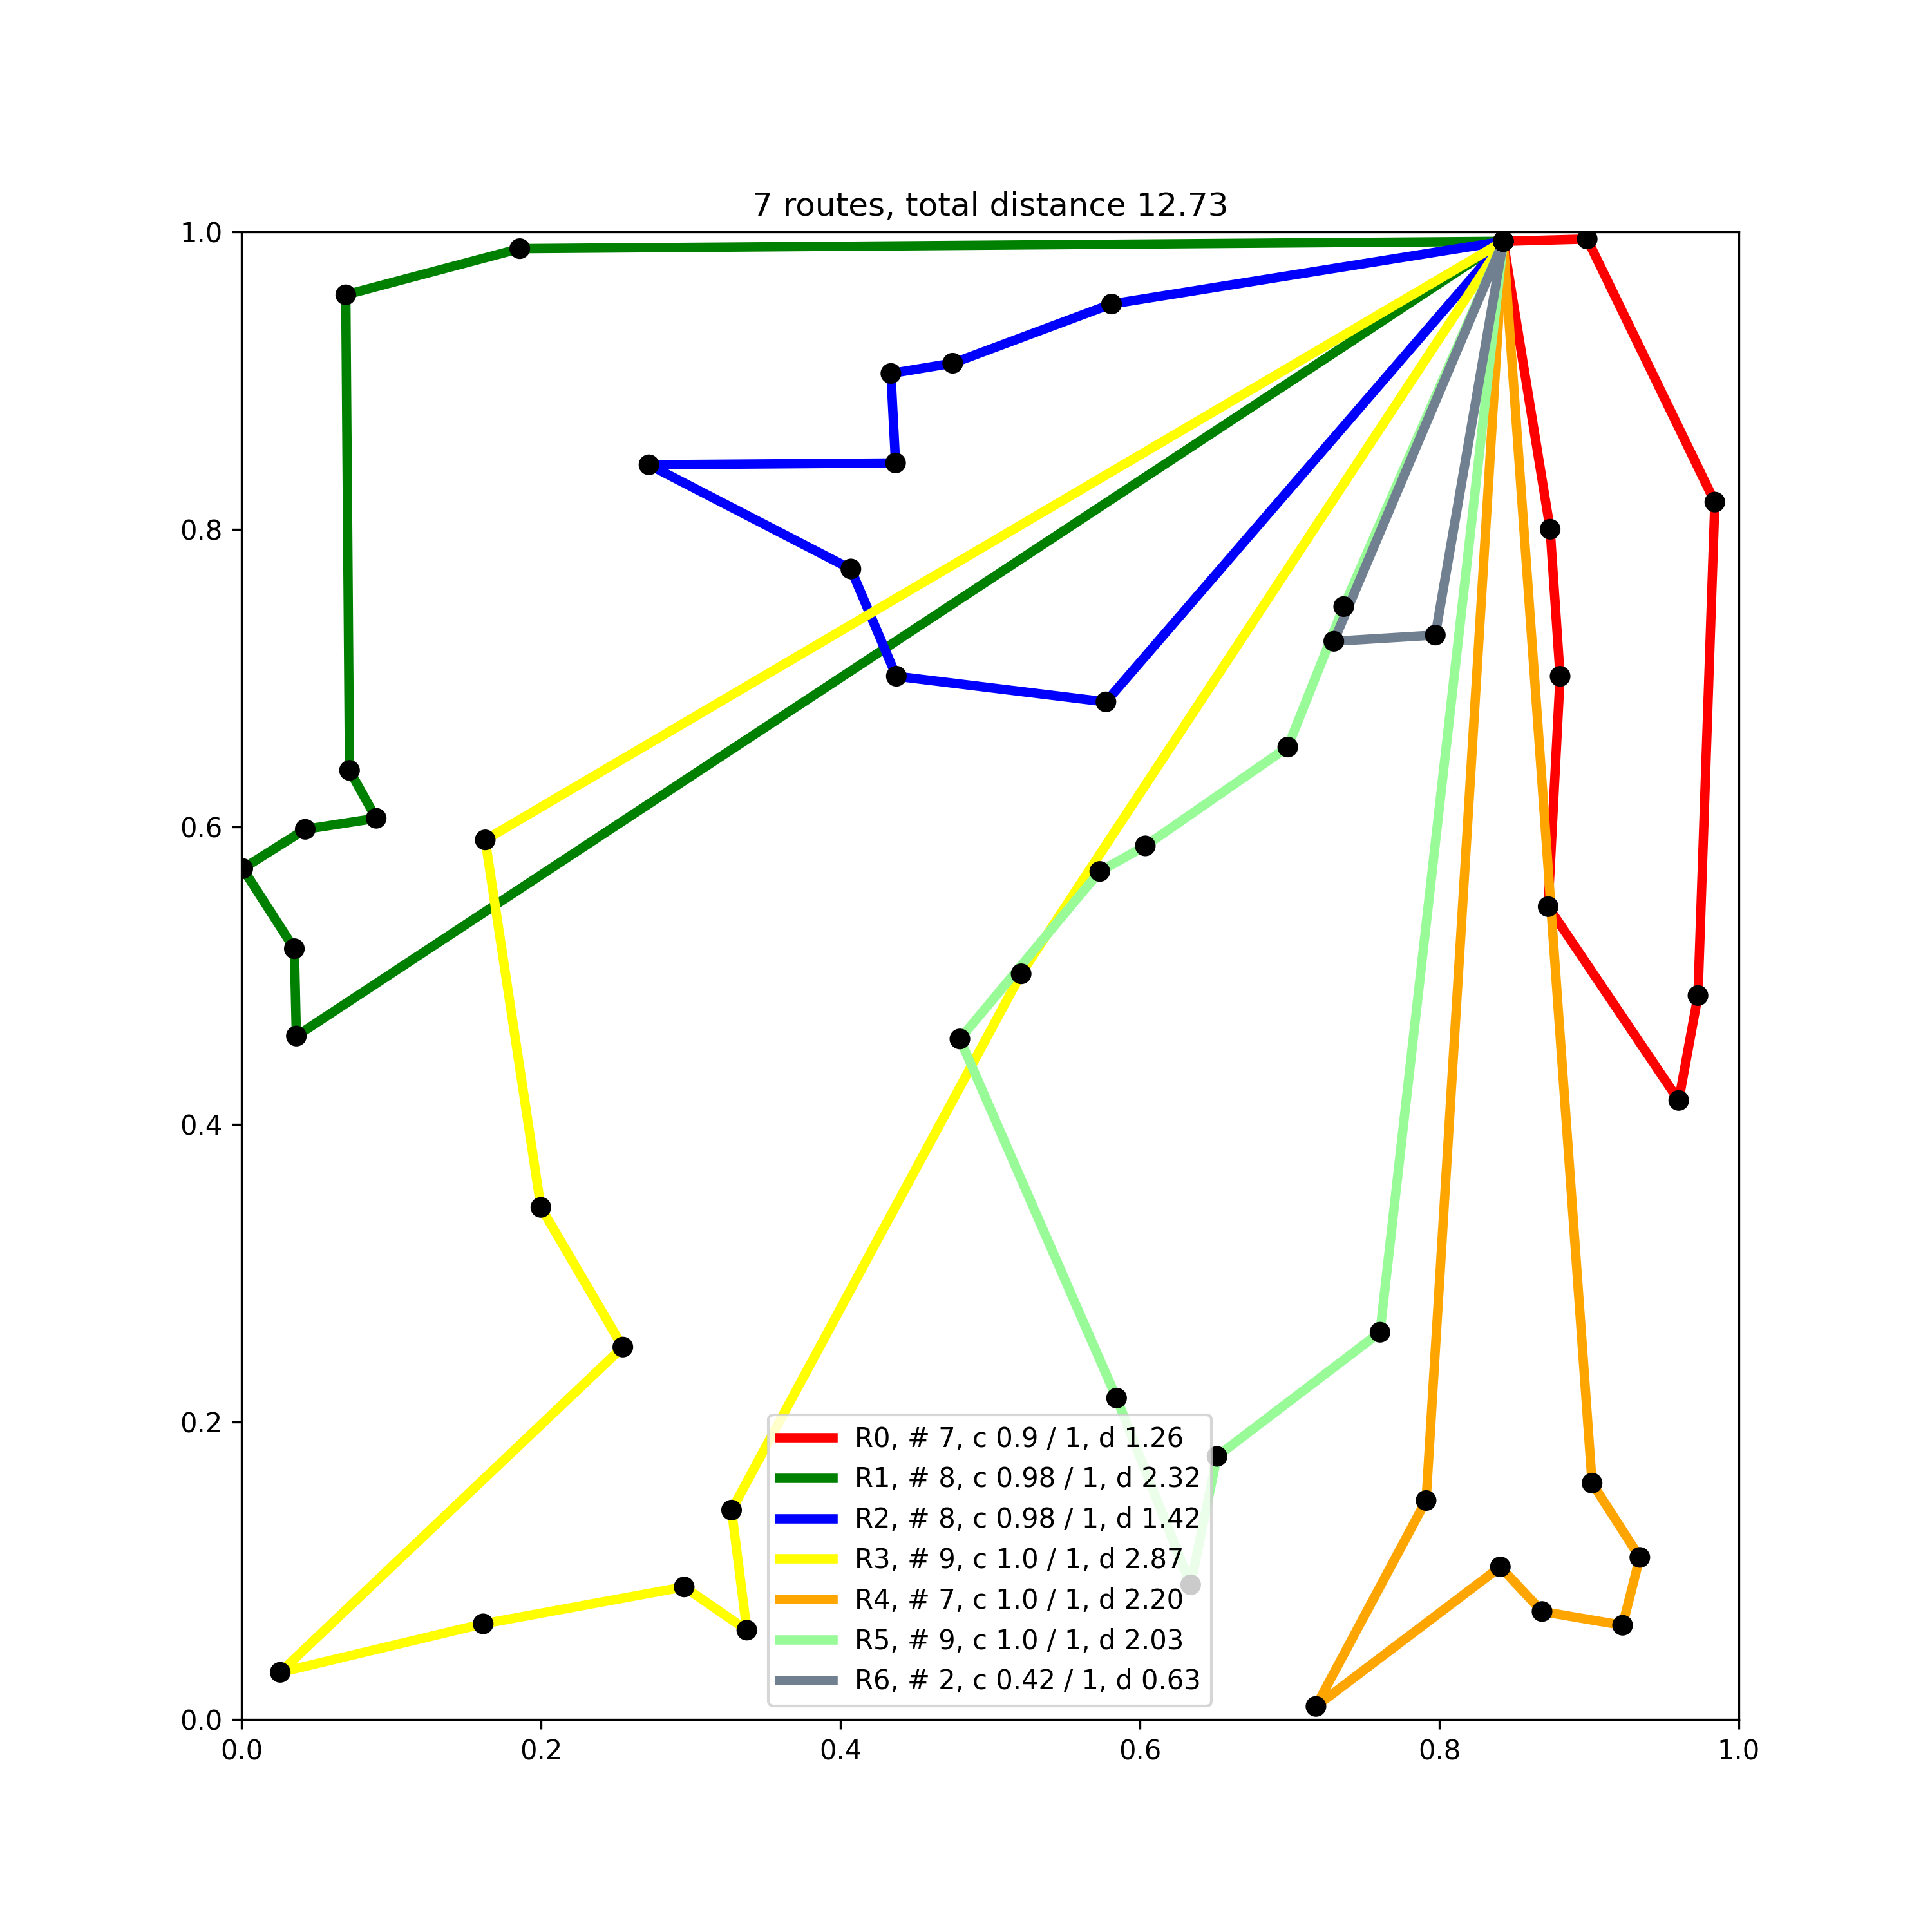 7 routes, total distance 12.73
1.0
0.8
0.6
0.4
0.2
0.0
R0, # 7, c 0.9 / 1, d 1.26
R1, # 8, c 0.98 / 1, d 2.32
R2, # 8, c 0.98 / 1, d 1.42
R3, # 9, c 1.0 / 1, d 2.87
R4, # 7, c 1.0 / 1, d 2.20
R5, # 9, c 1.0 / 1, d 2.03
R6, # 2, c 0.42 / 1, d 0.63
0.0 0.2 0.4 0.6 0.8 1.0